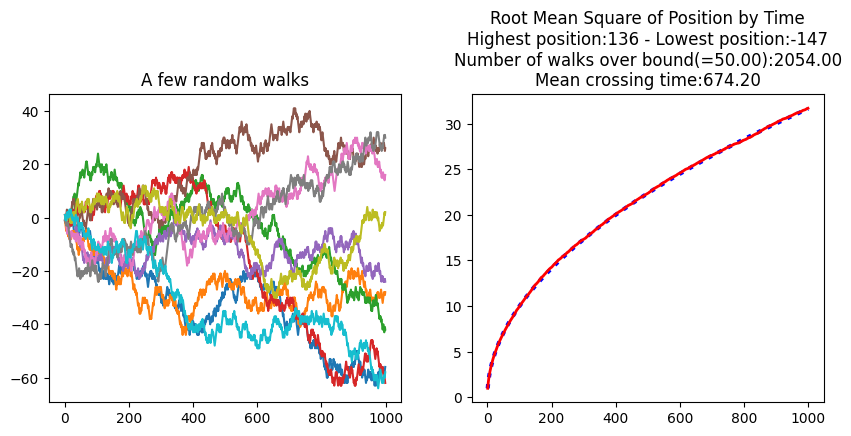 A few random walks
40
20
0
−20
−40
−60
0 200 400 600 800 1000
Root Mean Square of Position by Time
Highest position:136 - Lowest position:-147
Number of walks over bound(=50.00):2054.00
Mean crossing time:674.20
30
25
20
15
10
5
0
0 200 400 600 800 1000